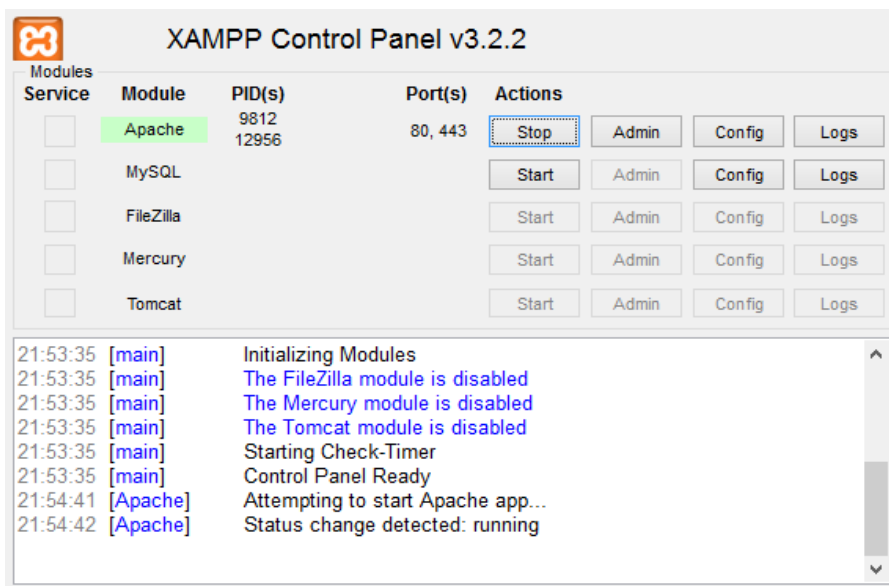 XAMPP Control Panel v3.2.2
Modules
Service Module PID(s) Port(s) Actions
Apache 9812 12956 80, 443 Stop Admin Config Logs
MySQL Start Admin Config Logs
FileZilla Start Admin Config Logs
Mercury Start Admin Config Logs
Tomcat Start Admin Config Logs
21:53:35 [main] Initializing Modules
21:53:35 [main] The FileZilla module is disabled
21:53:35 [main] The Mercury module is disabled
21:53:35 [main] The Tomcat module is disabled
21:53:35 [main] Starting Check-Timer
21:53:35 [main] Control Panel Ready
21:54:41 [Apache] Attempting to start Apache app...
21:54:42 [Apache] Status change detected: running